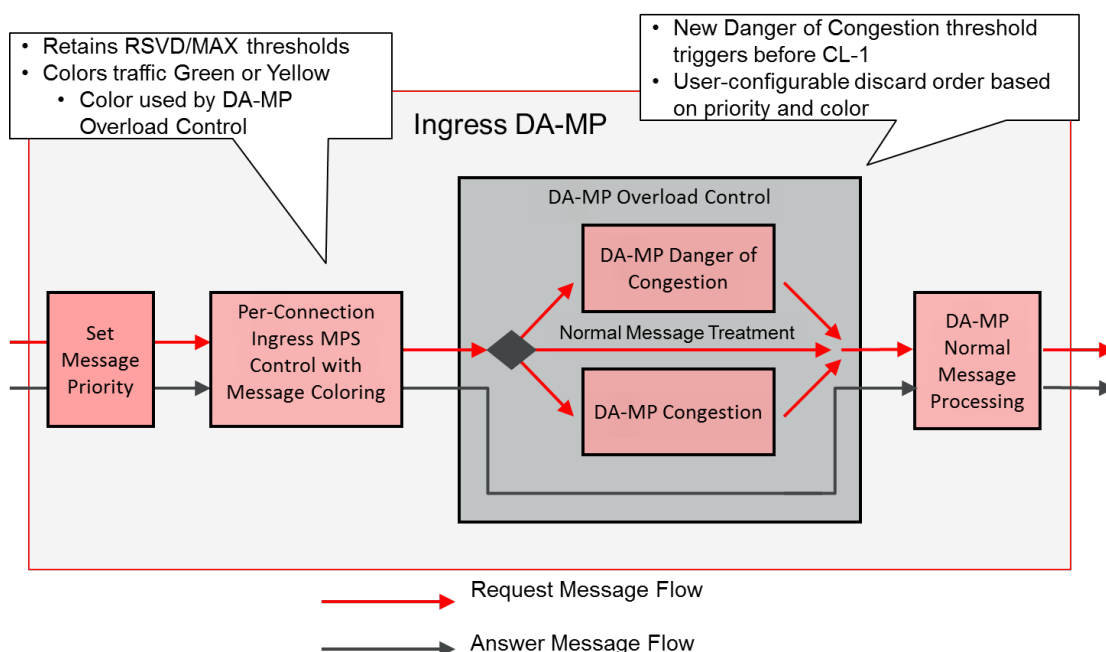 • Retains RSVD/MAX thresholds
• Colors traffic Green or Yellow
• Color used by DA-MP
Overload Control
• New Danger of Congestion threshold
triggers before CL-1
• User-configurable discard order based
on priority and color
Ingress DA-MP
DA-MP Overload Control
DA-MP Danger of
Congestion
Set
Message
Priority
Per-Connection
Ingress MPS
Control with
Message Coloring
Normal Message Treatment
DA-MP Congestion
DA-MP
Normal
Message
Processing
Request Message Flow
Answer Message Flow